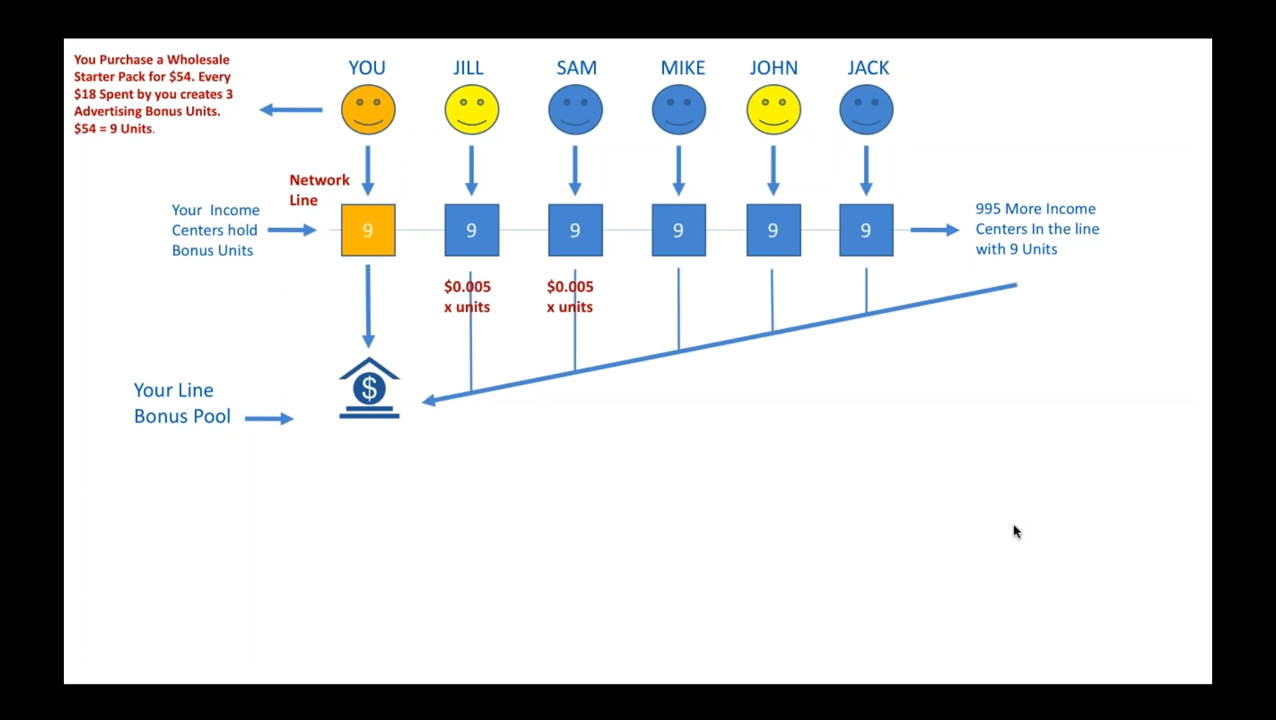 You Purchase a Wholesale
Starter Pack for $54. Every
$18 Spent by you creates 3
Advertising Bonus Units.
$54 = 9 Units.
YOU
JILL
SAM
MIKE
JOHN
JACK
Network
Line
Your Income
Centers hold
Bonus Units
9
9
9
9
9
9
995 More Income
Centers In the line
with 9 Units
$0.005
x units
$0.005
x units
$
Your Line
Bonus Pool